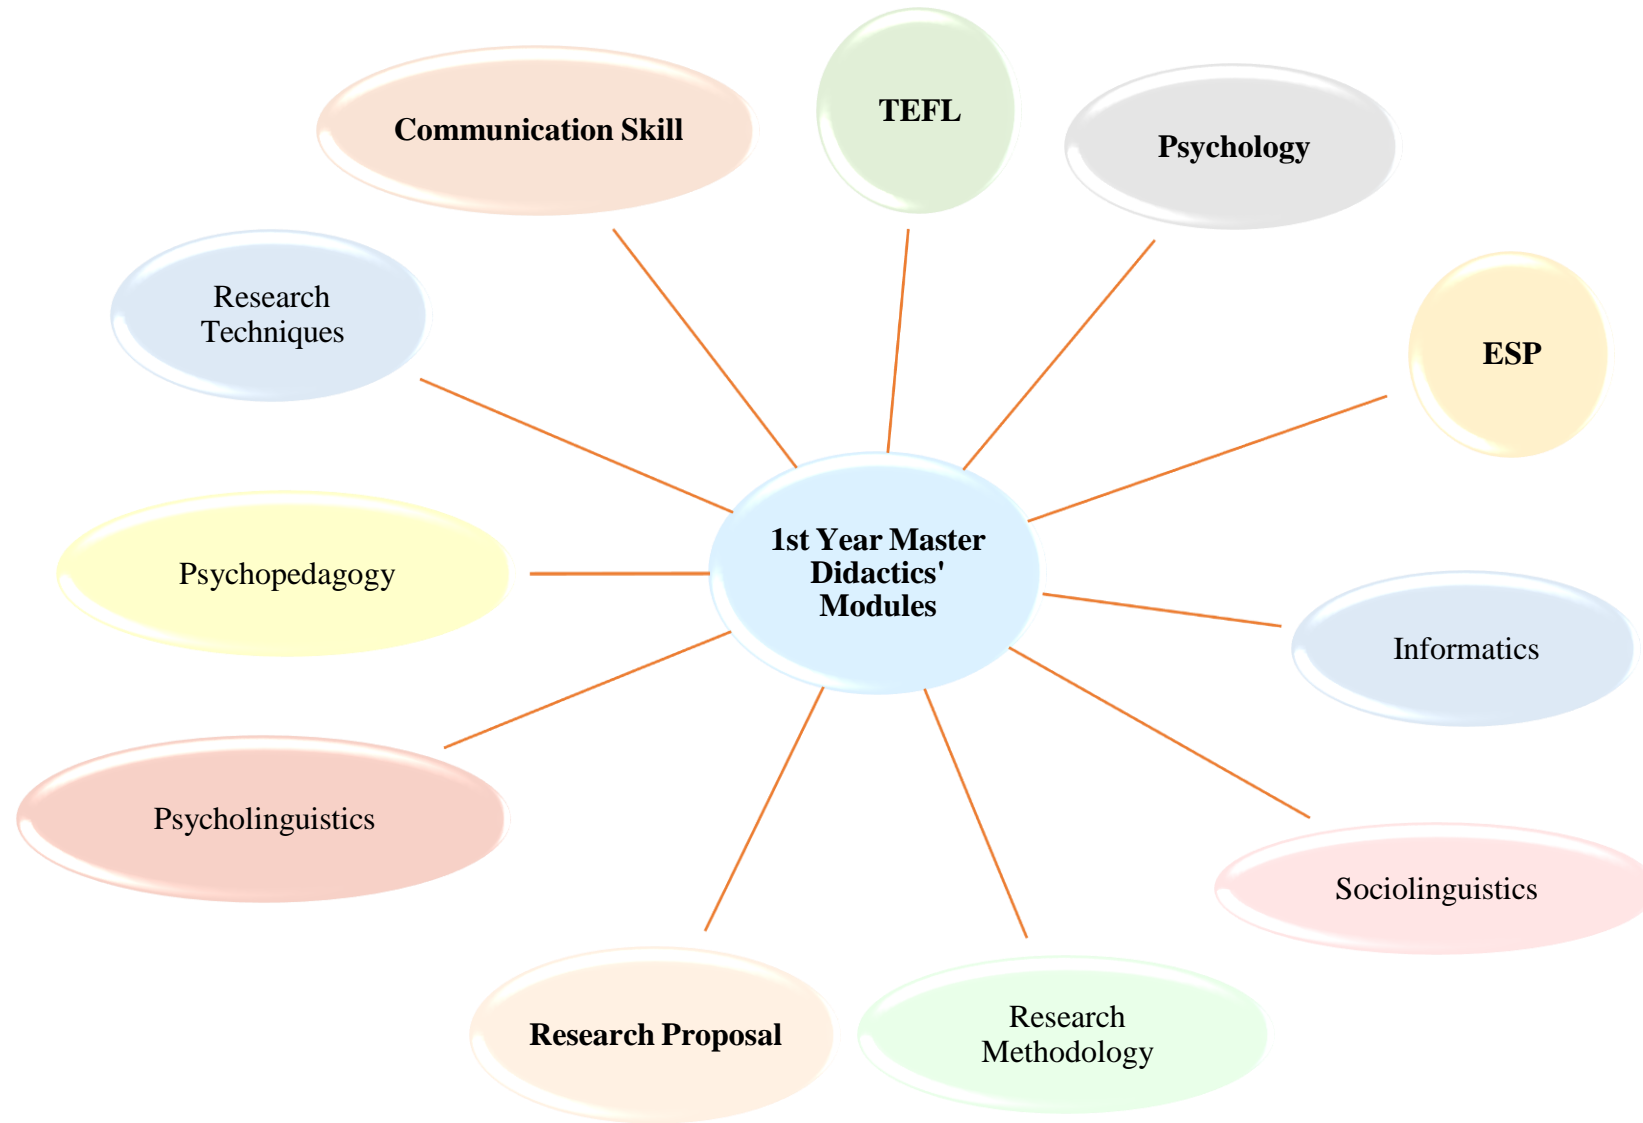 TEFL
Communication Skill
Psychology
Research
Techniques
ESP
1st Year Master
Didactics'
Modules
Psychopedagogy
Informatics
Psycholinguistics
Sociolinguistics
Research Proposal
Research
Methodology